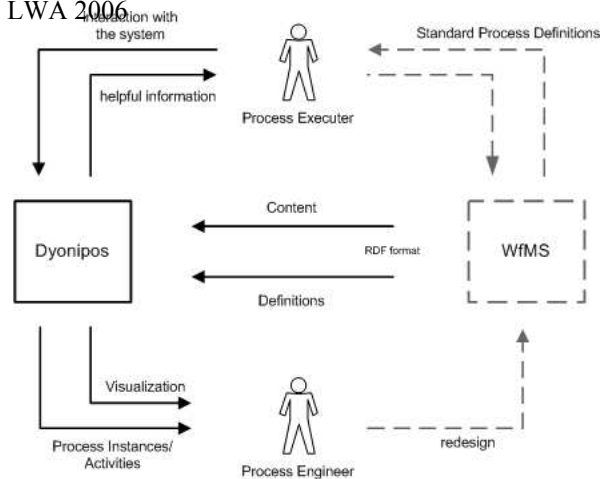 LWA 2006
interaction with
the system
Standard Process Definitions
helpful information
Process Executer
Content
Dyonipos
RDF format
WfMS
Definitions
Visualization
Process Instances/
Activities
redesign
Process Engineer